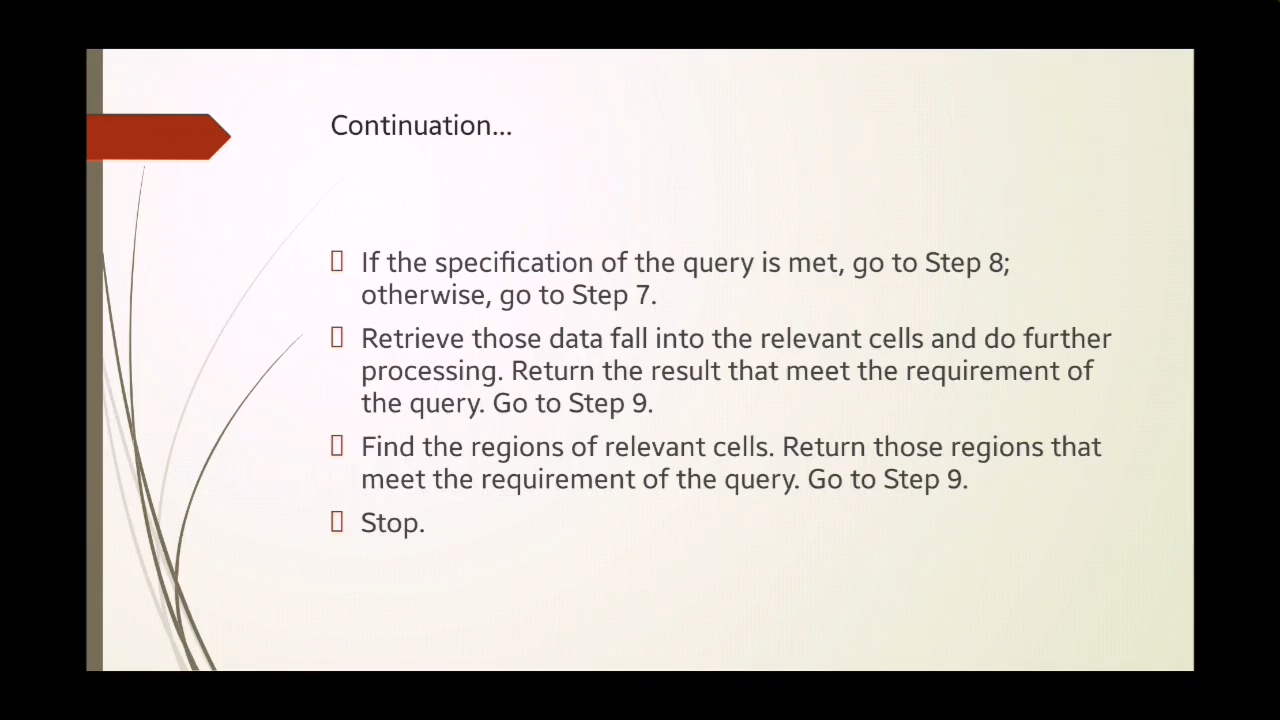 Continuation...
If the specification of the query is met, go to Step 8;
otherwise, go to Step 7.
Retrieve those data fall into the relevant cells and do further
processing. Return the result that meet the requirement of
the query. Go to Step 9.
Find the regions of relevant cells. Return those regions that
meet the requirement of the query. Go to Step 9.
Stop.